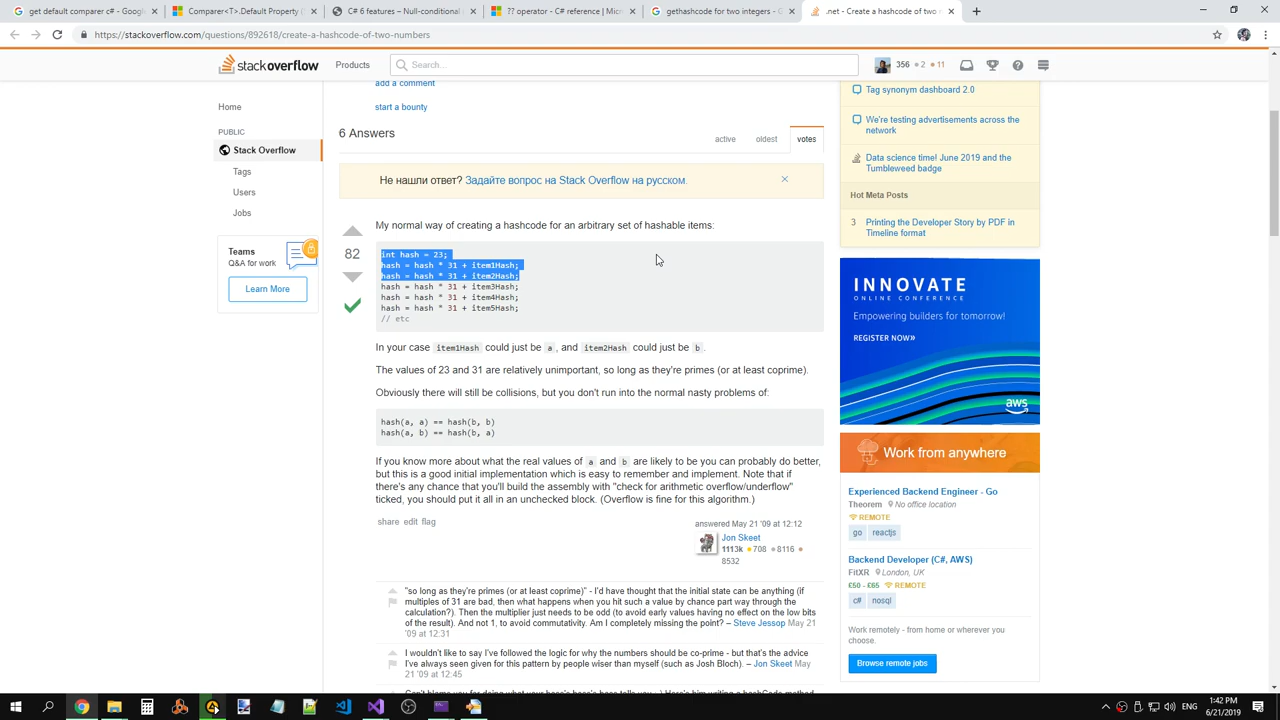 get default comparer c# - Googl
Comparer<T>.Default Property
C# 6.0 features - Null-conditional
?? operator - C# reference | Micr
gethashcode for two integers - G
.net - Create a hashcode of two
https://stackoverflow.com/questions/892618/create-a-hashcode-of-two-numbers
stackoverflow
Products
Search...
356 2 11
add a comment
start a bounty
Home
PUBLIC
Stack Overflow
Tags
Users
Jobs
Teams
Q&A for work
Learn More
6 Answers
active
oldest
votes
Не нашли ответ? Задайте вопрос на Stack Overflow на русском.
82
My normal way of creating a hashcode for an arbitrary set of hashable items:
int hash = 23;
hash = hash * 31 + item1Hash;
hash = hash * 31 + item2Hash;
hash = hash * 31 + item3Hash;
hash = hash * 31 + item4Hash;
hash = hash * 31 + item5Hash;
// etc
In your case item1Hash could just be a , and item2Hash could just be b .
The values of 23 and 31 are relatively unimportant, so long as they're primes (or at least coprime).
Obviously there will still be collisions, but you don't run into the normal nasty problems of:
hash(a, a) == hash(b, b)
hash(a, b) == hash(b, a)
If you know more about what the real values of a and b are likely to be you can probably do better,
but this is a good initial implementation which is easy to remember and implement. Note that if
there's any chance that you'll build the assembly with "check for arithmetic overflow/underflow"
ticked, you should put it all in an unchecked block. (Overflow is fine for this algorithm.)
share edit flag
answered May 21 '09 at 12:12
Jon Skeet
1113k 708 8116
8532
"so long as they're primes (or at least coprime)" - I'd have thought that the initial state can be anything (if
multiples of 31 are bad, then what happens when you hit such a value by chance part way through the
calculation?). Then the multiplier just needs to be odd (to avoid early values having no effect on the low bits
of the result). And not 1, to avoid commutativity. Am I completely missing the point? – Steve Jessop May 21
'09 at 12:31
I wouldn't like to say I've followed the logic for why the numbers should be co-prime - but that's the advice
I've always seen given for this pattern by people wiser than myself (such as Josh Bloch). – Jon Skeet May
21 '09 at 12:45
Tag synonym dashboard 2.0
We're testing advertisements across the
network
Data science time! June 2019 and the
Tumbleweed badge
Hot Meta Posts
3 Printing the Developer Story by PDF in
Timeline format
INNOVATE
ONLINE CONFERENCE
Empowering builders for tomorrow!
REGISTER NOW»
aws
Work from anywhere
Experienced Backend Engineer - Go
Theorem No office location
REMOTE
go reactjs
Backend Developer (C#, AWS)
FitXR London, UK
£50 - £65 REMOTE
c# nosql
Work remotely - from home or wherever you
choose.
Browse remote jobs
ENG
1:42 PM
6/21/2019